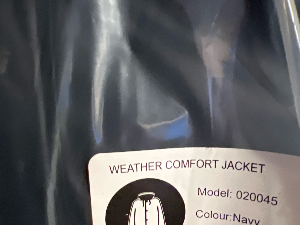 WEATHER COMFORT JACKET
Model: 020045
Colour:Navy